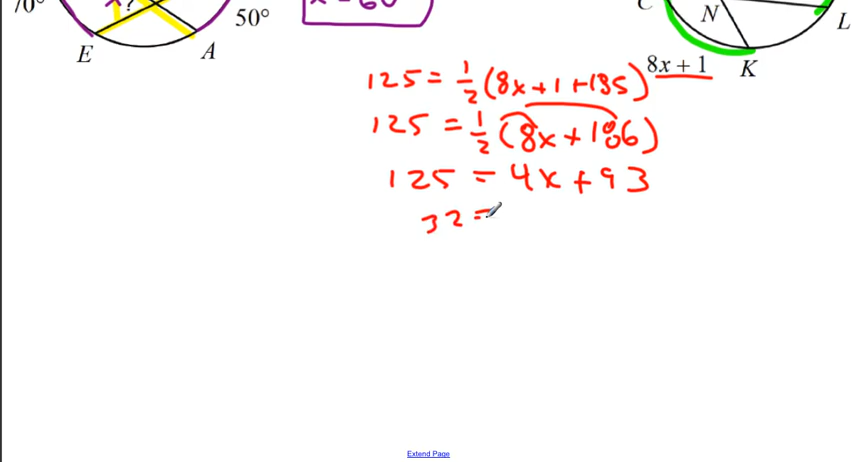 70°
x?
50°
E
A
C
N
L
8x + 1
K
125 = 1/2 (8x + 1 + 185)
125 = 1/2 (8x + 186)
125 = 4x + 93
32 =
Extend Page